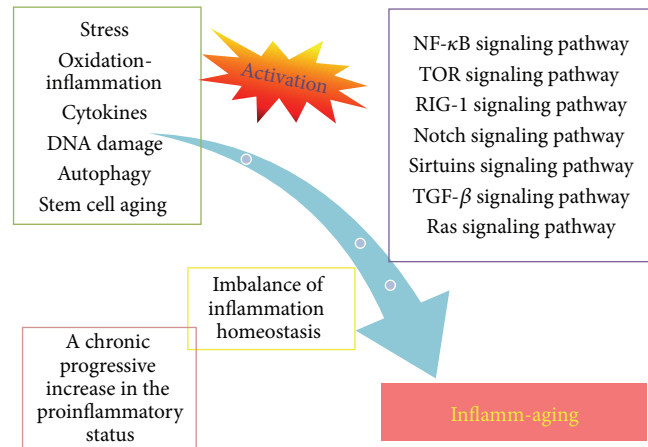 Stress
Oxidation-
inflammation
Cytokines
DNA damage
Autophagy
Stem cell aging
Activation
NF-κB signaling pathway
TOR signaling pathway
RIG-1 signaling pathway
Notch signaling pathway
Sirtuins signaling pathway
TGF-β signaling pathway
Ras signaling pathway
Imbalance of
inflammation
homeostasis
A chronic
progressive
increase in the
proinflammatory
status
Inflamm-aging